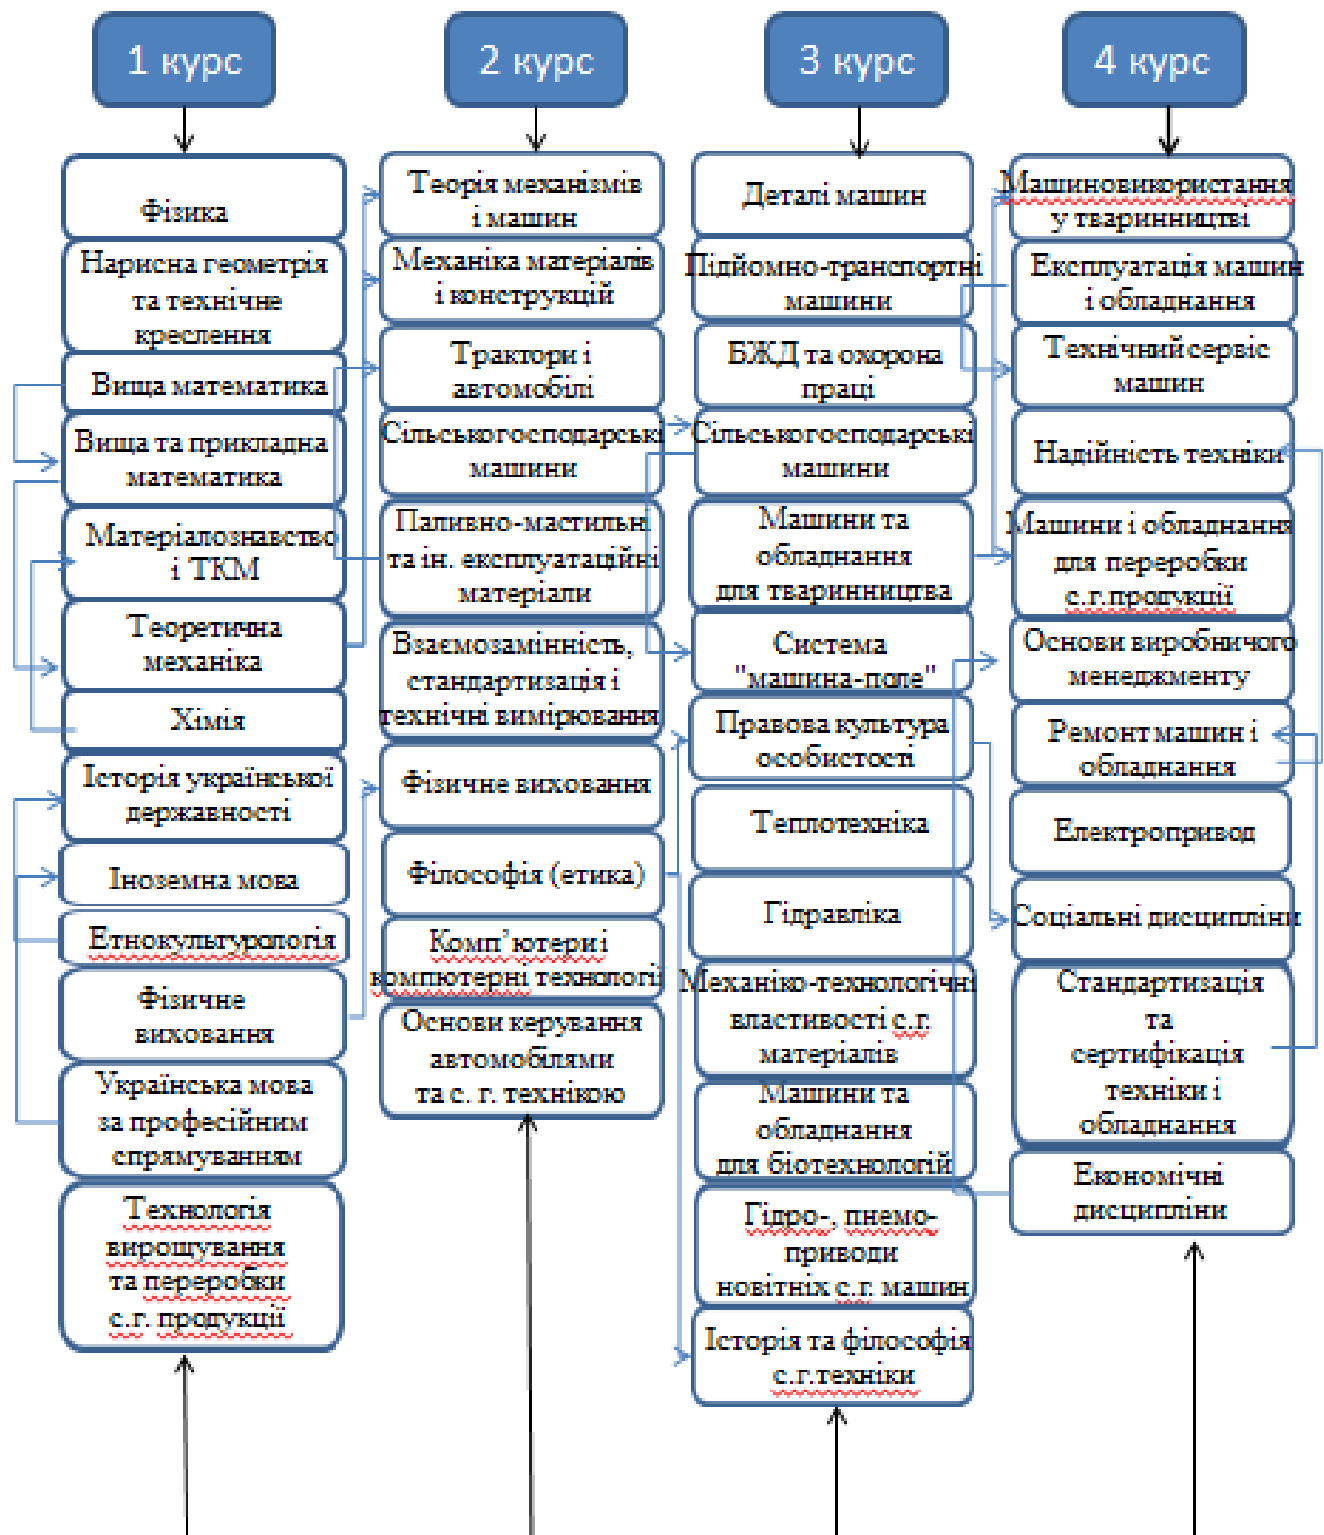 1 курс
2 курс
3 курс
4 курс
Фізика
Нарисна геометрія
та технічне
креслення
Вища математика
Вища та прикладна
математика
Матеріалознавство
і ТКМ
Теоретична
механіка
Хімія
Історія української
державності
Іноземна мова
Етнокультурологія
Фізичне
виховання
Українська мова
за професійним
спрямуванням
Технологія
вирощування
та переробки
с.г. продукції
Теорія механізмів
і машин
Механіка матеріалів
і конструкцій
Трактори і
автомобілі
Сільськогосподарські
машини
Паливно-мастильні
та ін. експлуатаційні
матеріали
Взаємозамінність,
стандартизація і
технічні вимірювання
Фізичне виховання
Філософія (етика)
Комп’ютери і
компютерні технології
Основи керування
автомобілями
та с. г. технікою
Деталі машин
Підйомно-транспортні
машини
БЖД та охорона
праці
Сільськогосподарські
машини
Машини та
обладнання
для тваринництва
Система
"машина-поле"
Правова культура
особистості
Теплотехніка
Гідравліка
Механіко-технологічні
властивості с.г.
матеріалів
Машини та
обладнання
для біотехнологій
Гідро-, пнемо-
приводи
новітніх с.г. машин
Історія та філософія
с.г.техніки
Машиновикористання
у тваринництві
Експлуатація машин
і обладнання
Технічний сервіс
машин
Надійність техніки
Машини і обладнання
для переробки
с.г.продукції
Основи виробничого
менеджменту
Ремонт машин і
обладнання
Електропривод
Соціальні дисципліни
Стандартизація
та
сертифікація
техніки і
обладнання
Економічні
дисципліни